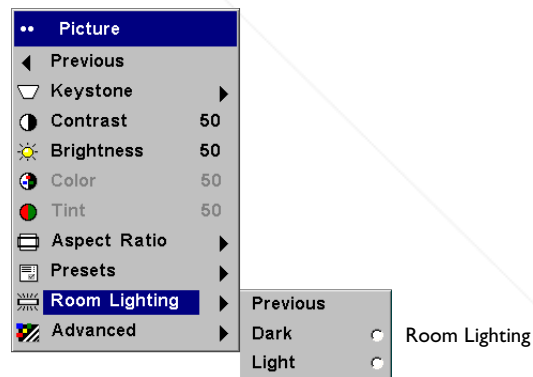 Picture
Previous
Keystone
Contrast 50
Brightness 50
Color 50
Tint 50
Aspect Ratio
Presets
Room Lighting
Advanced
Previous
Dark
Light
Room Lighting